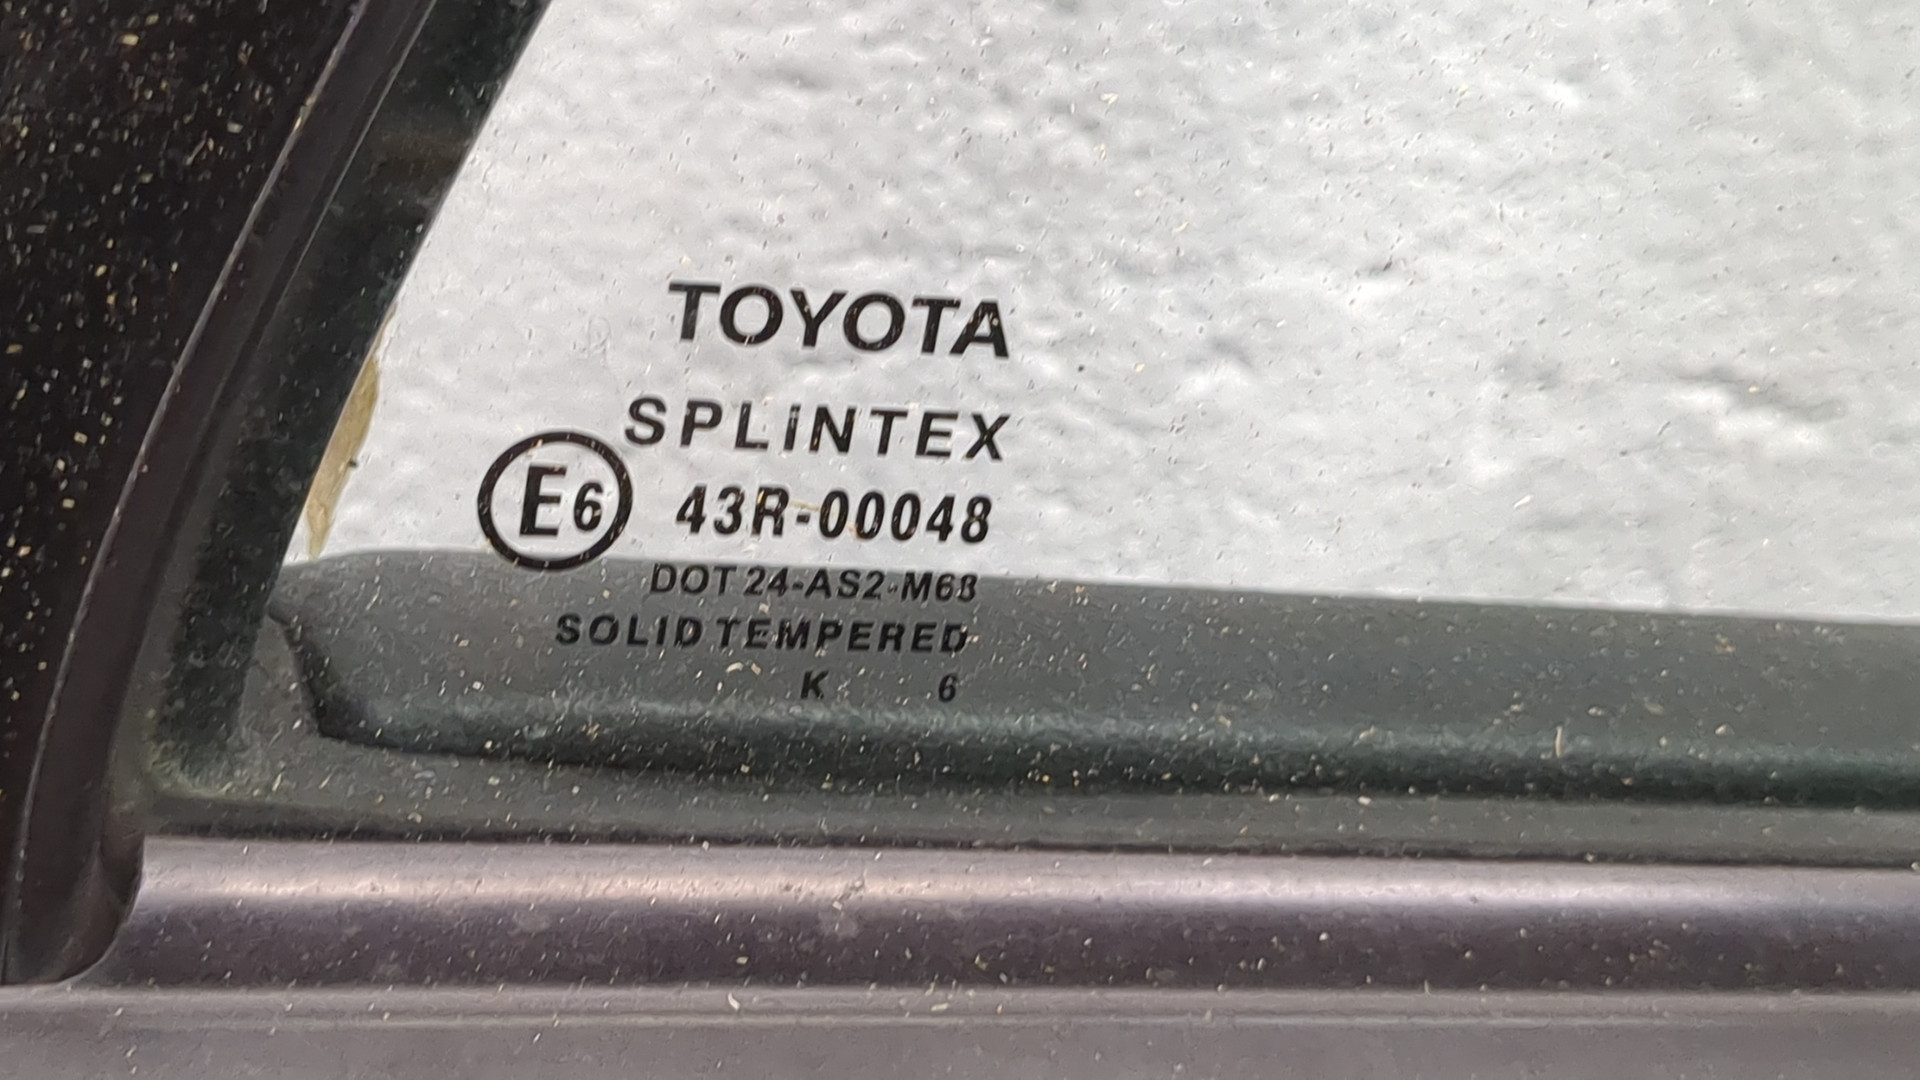 TOYOTA
SPLINTEX
E6 43R-00048
DOT 24-AS2-M68
SOLID TEMPERED
K 6